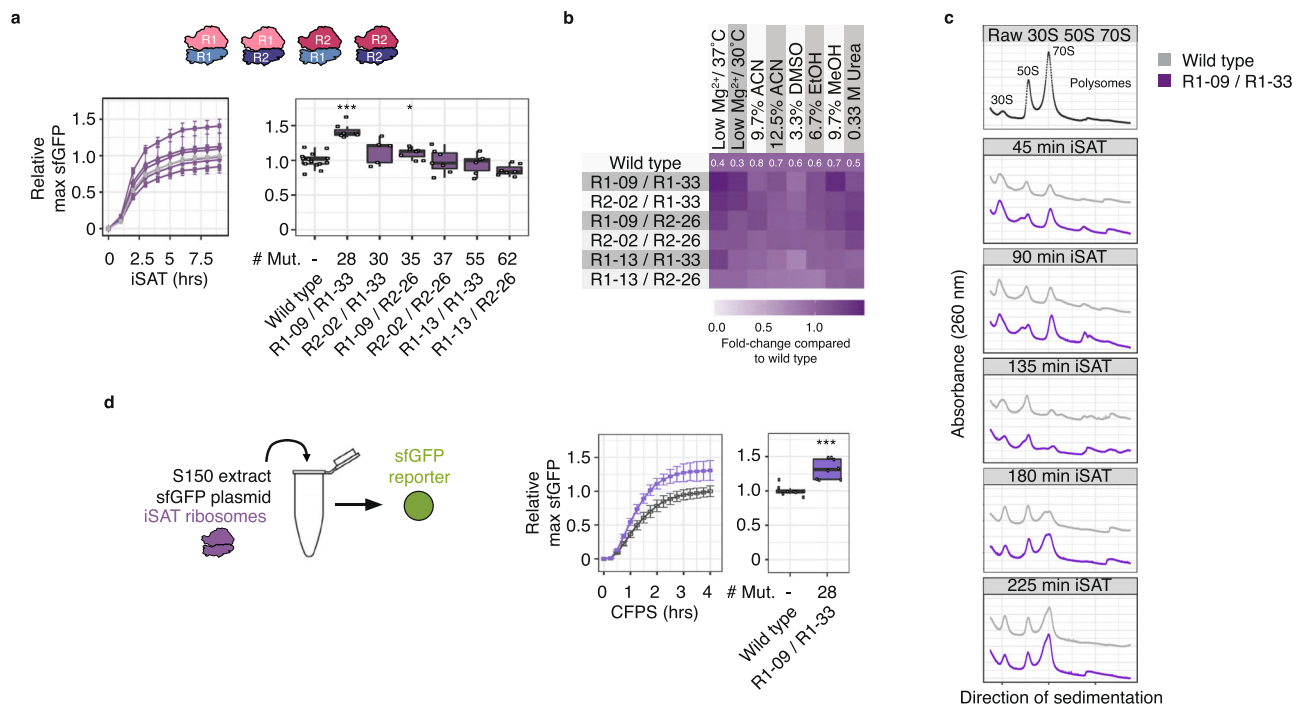 a
R1 R1 R2 R2
R1 R2 R1 R2
Relative
max sfGFP
1.5
1.0
0.5
0
0 2.5 5 7.5
iSAT (hrs)
1.5
1.0
0.5
0
*** *
# Mut. - 28 30 35 37 55 62
Wild type
R1-09 / R1-33
R2-02 / R1-33
R1-09 / R2-26
R2-02 / R2-26
R1-13 / R1-33
R1-13 / R2-26
b
Low Mg²⁺/ 37˚C
Low Mg²⁺/ 30˚C
9.7% ACN
12.5% ACN
3.3% DMSO
6.7% EtOH
9.7% MeOH
0.33 M Urea
Wild type 0.4 0.3 0.8 0.7 0.6 0.6 0.7 0.5
R1-09 / R1-33
R2-02 / R1-33
R1-09 / R2-26
R2-02 / R2-26
R1-13 / R1-33
R1-13 / R2-26
0.0 0.5 1.0
Fold-change compared
to wild type
c
Raw 30S 50S 70S
70S
50S
30S
Polysomes
45 min iSAT
90 min iSAT
135 min iSAT
180 min iSAT
225 min iSAT
Absorbance (260 nm)
Direction of sedimentation
Wild type
R1-09 / R1-33
d
S150 extract
sfGFP plasmid
iSAT ribosomes
sfGFP
reporter
Relative
max sfGFP
1.5
1.0
0.5
0
0 1 2 3 4
CFPS (hrs)
1.5
1.0
0.5
0
***
# Mut. - 28
Wild type
R1-09 / R1-33